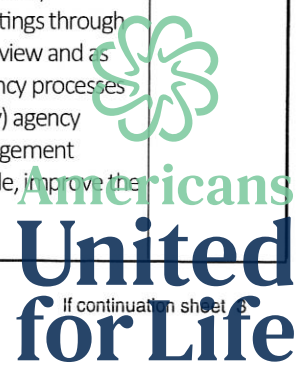 tings through
view and as
ncy processes
) agency
gement
le, improve the
Americans
United
for Life
If continuation sheet